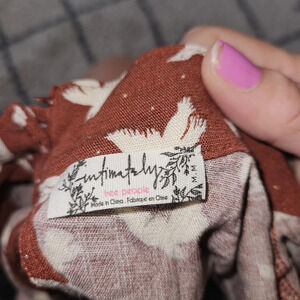 intimately
free people
M
Made in China. Fabriqué en Chine